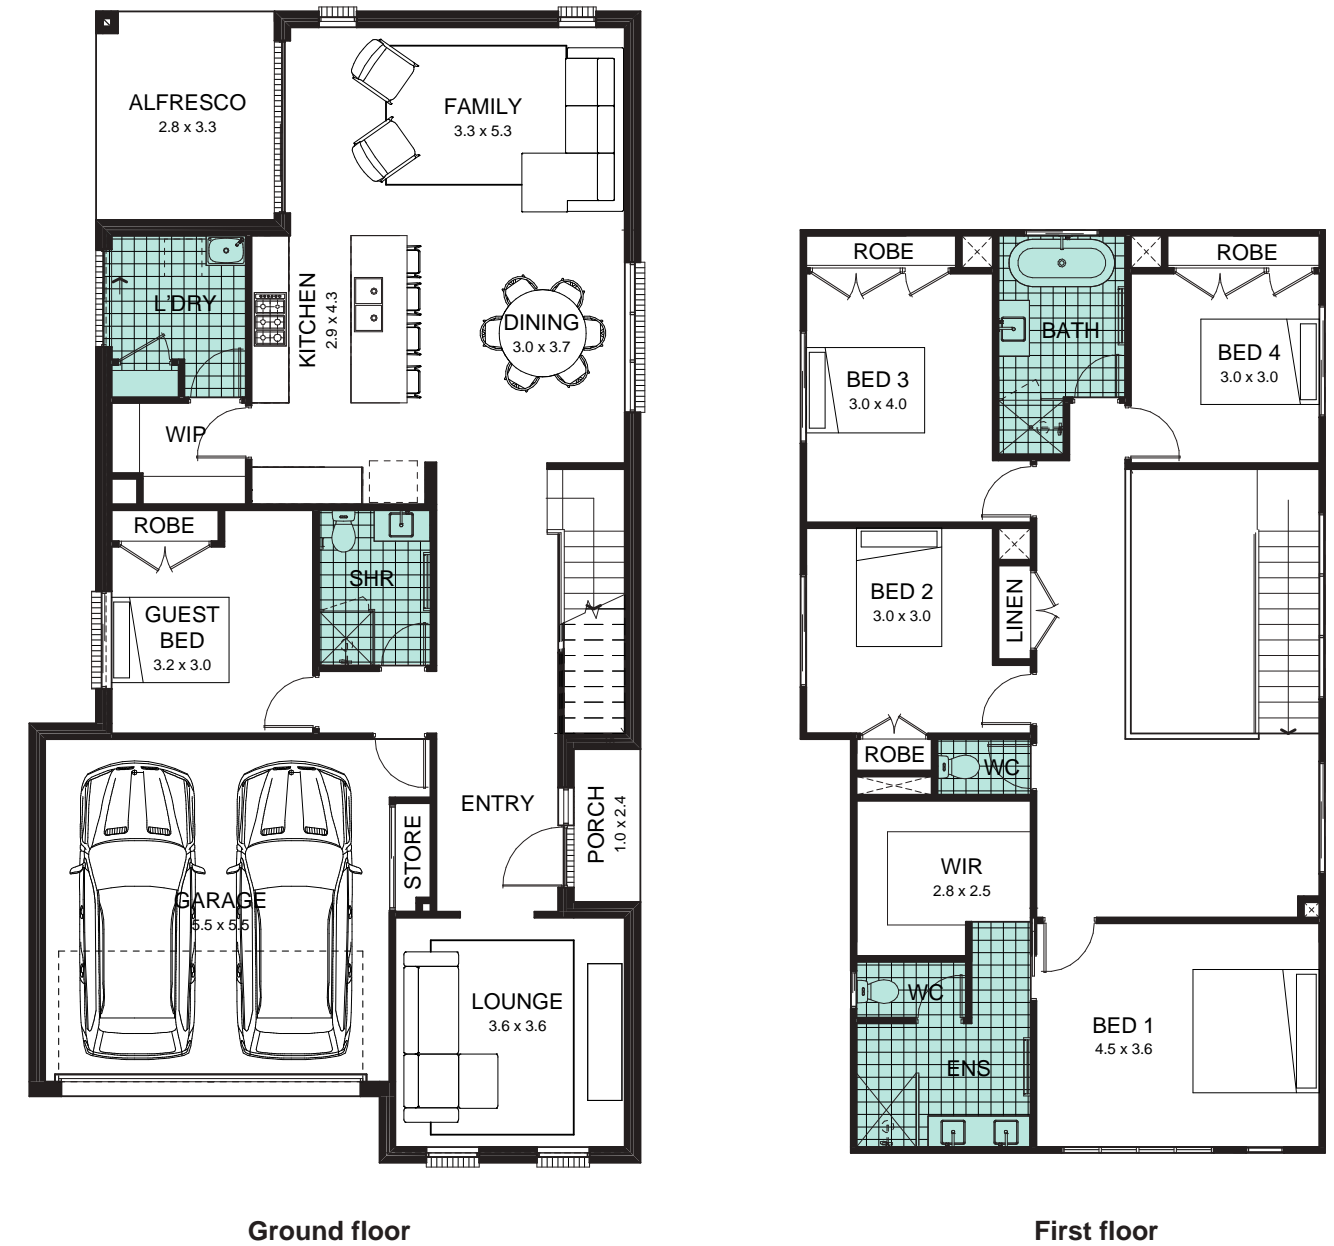 ALFRESCO
2.8 x 3.3
FAMILY
3.3 x 5.3
L'DRY
KITCHEN
2.9 x 4.3
DINING
3.0 x 3.7
WIP
ROBE
SHR
GUEST
BED
3.2 x 3.0
ENTRY
PORCH
1.0 x 2.4
STORE
GARAGE
5.5 x 5.5
LOUNGE
3.6 x 3.6
Ground floor
ROBE
ROBE
BATH
BED 3
3.0 x 4.0
BED 4
3.0 x 3.0
BED 2
3.0 x 3.0
LINEN
ROBE
WC
WIR
2.8 x 2.5
WC
BED 1
4.5 x 3.6
ENS
First floor